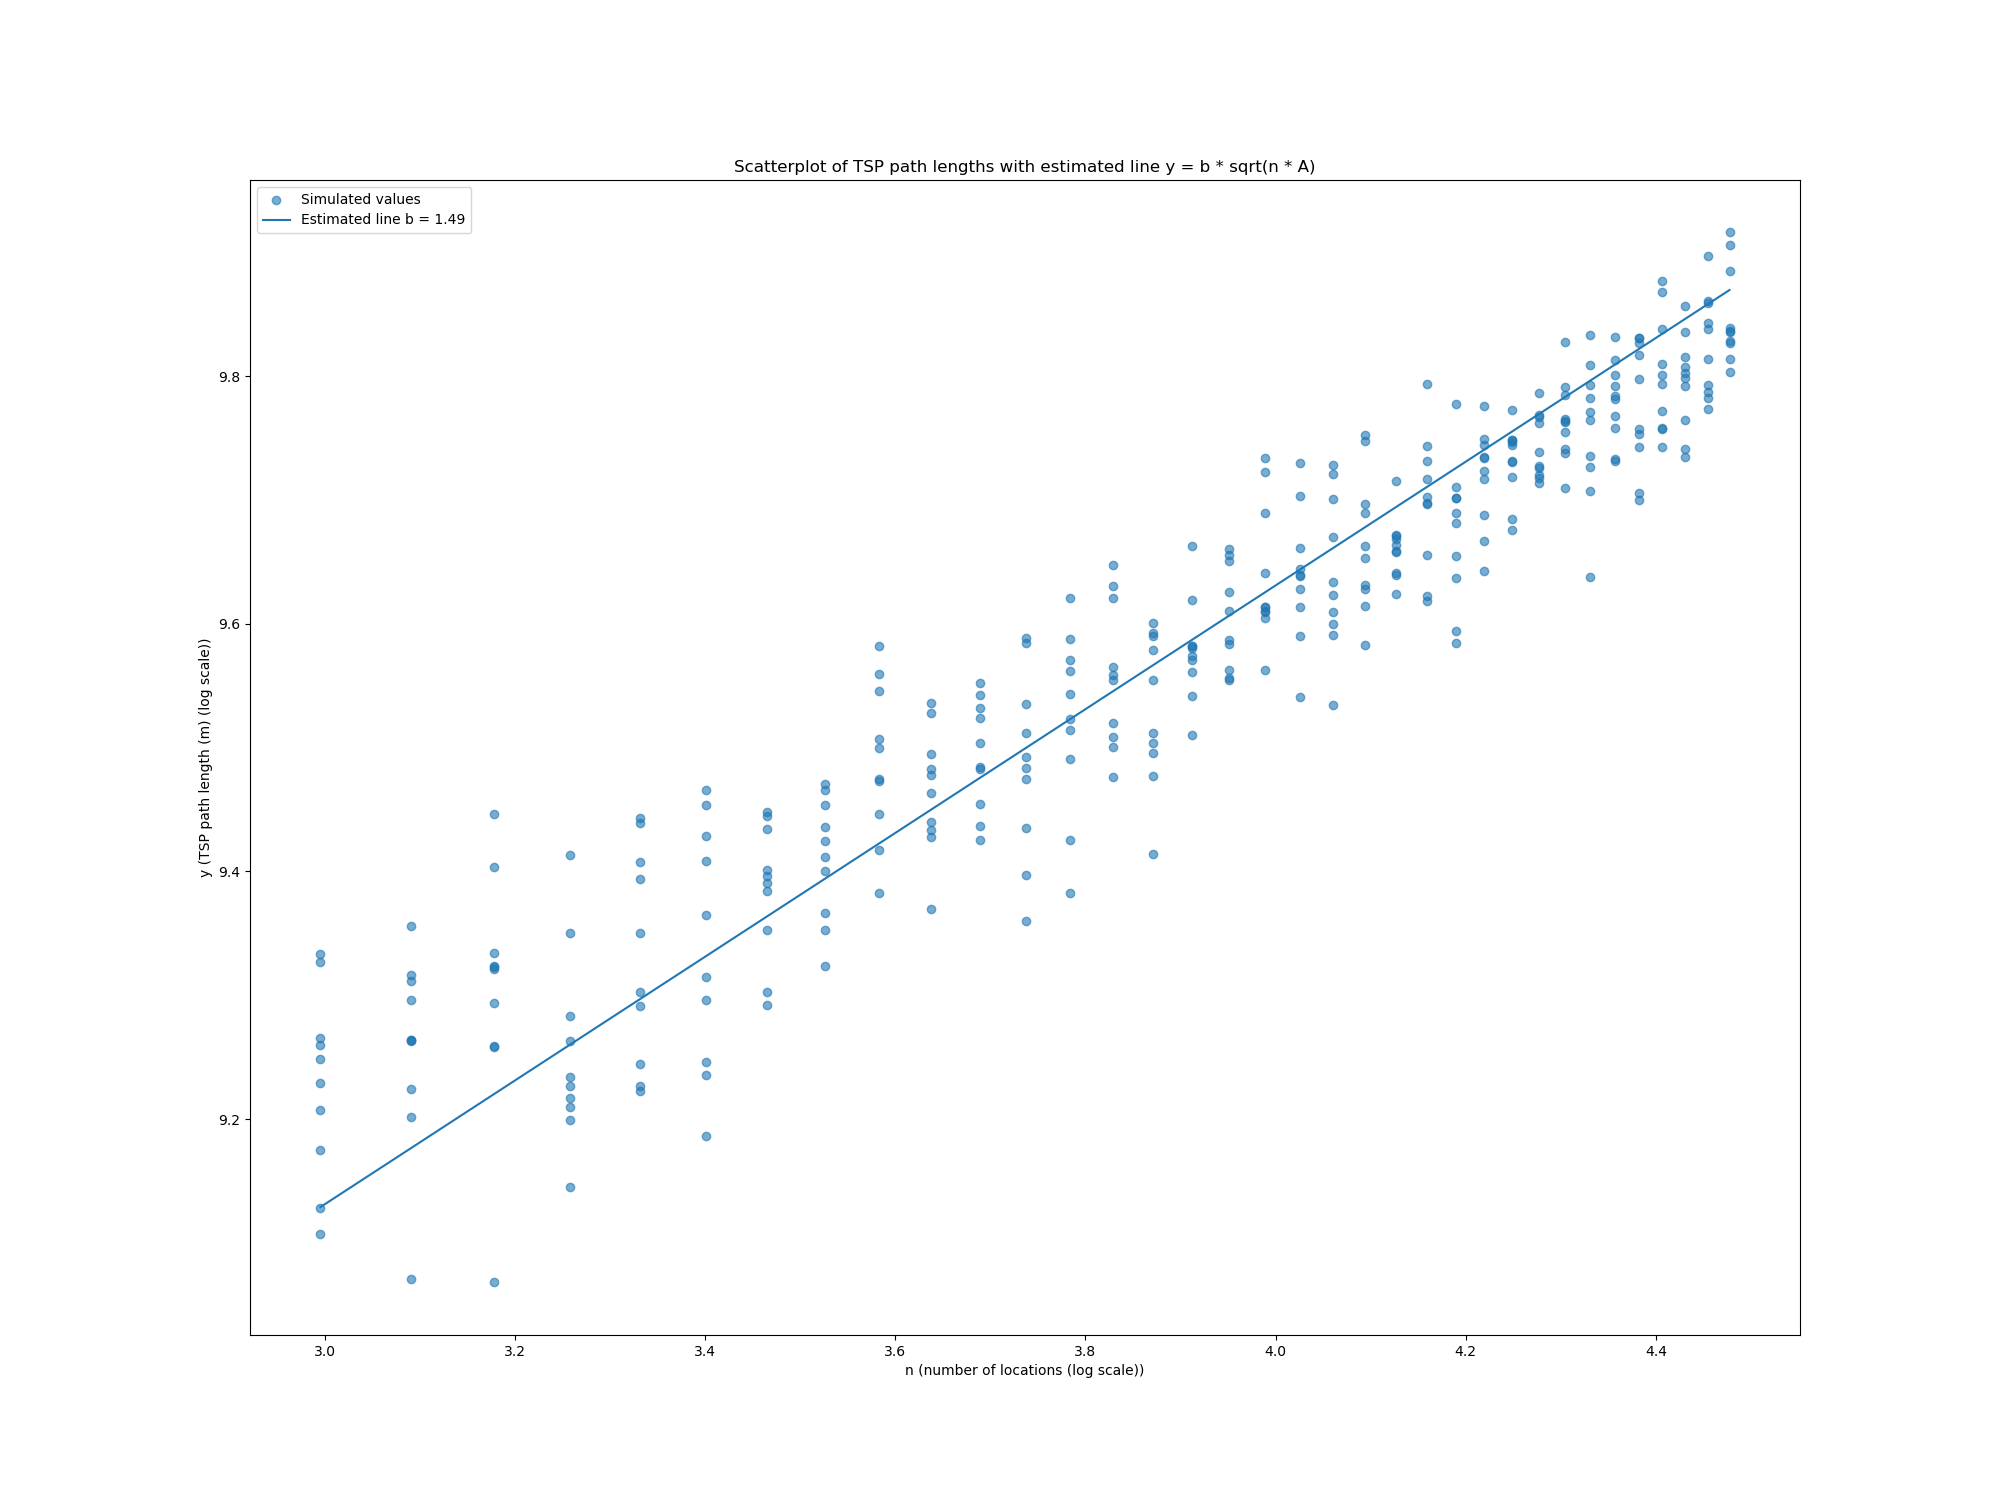 Scatterplot of TSP path lengths with estimated line y = b * sqrt(n * A)
Simulated values
Estimated line b = 1.49
y (TSP path length (m) (log scale))
9.8
9.6
9.4
9.2
3.0 3.2 3.4 3.6 3.8 4.0 4.2 4.4
n (number of locations (log scale))